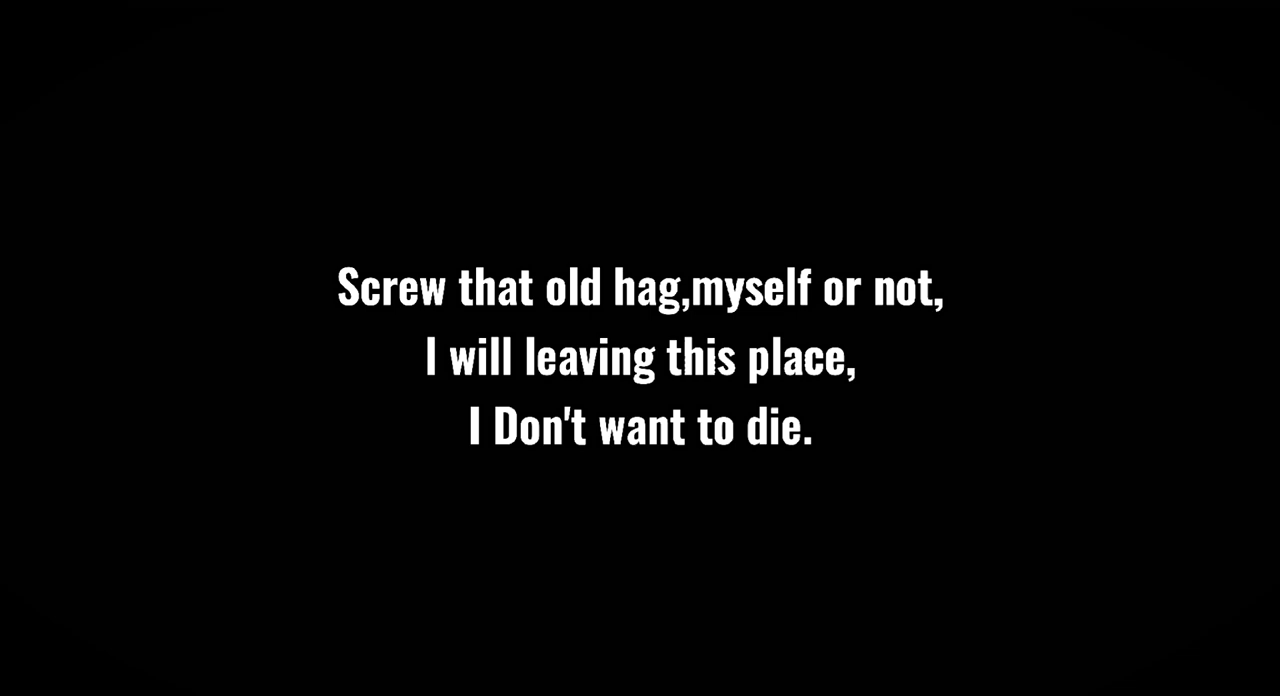 Screw that old hag,myself or not,
I will leaving this place,
I Don't want to die.